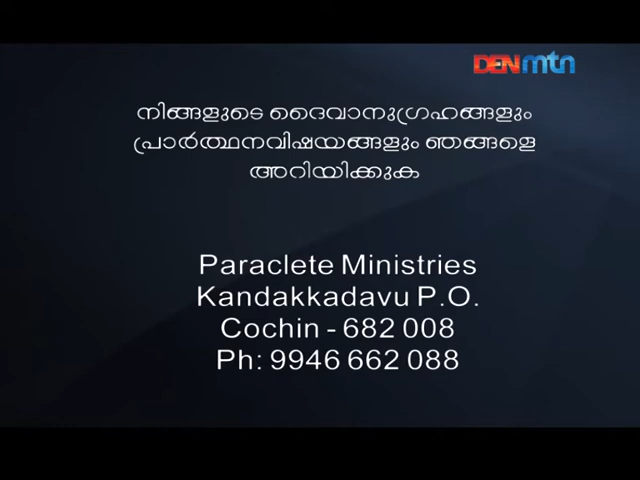 DEN mtn
നിങ്ങളുടെ ദൈവാനുഗ്രഹങ്ങളും
പ്രാർത്ഥനവിഷയങ്ങളും ഞങ്ങളെ
അറിയിക്കുക
Paraclete Ministries
Kandakkadavu P.O.
Cochin - 682 008
Ph: 9946 662 088